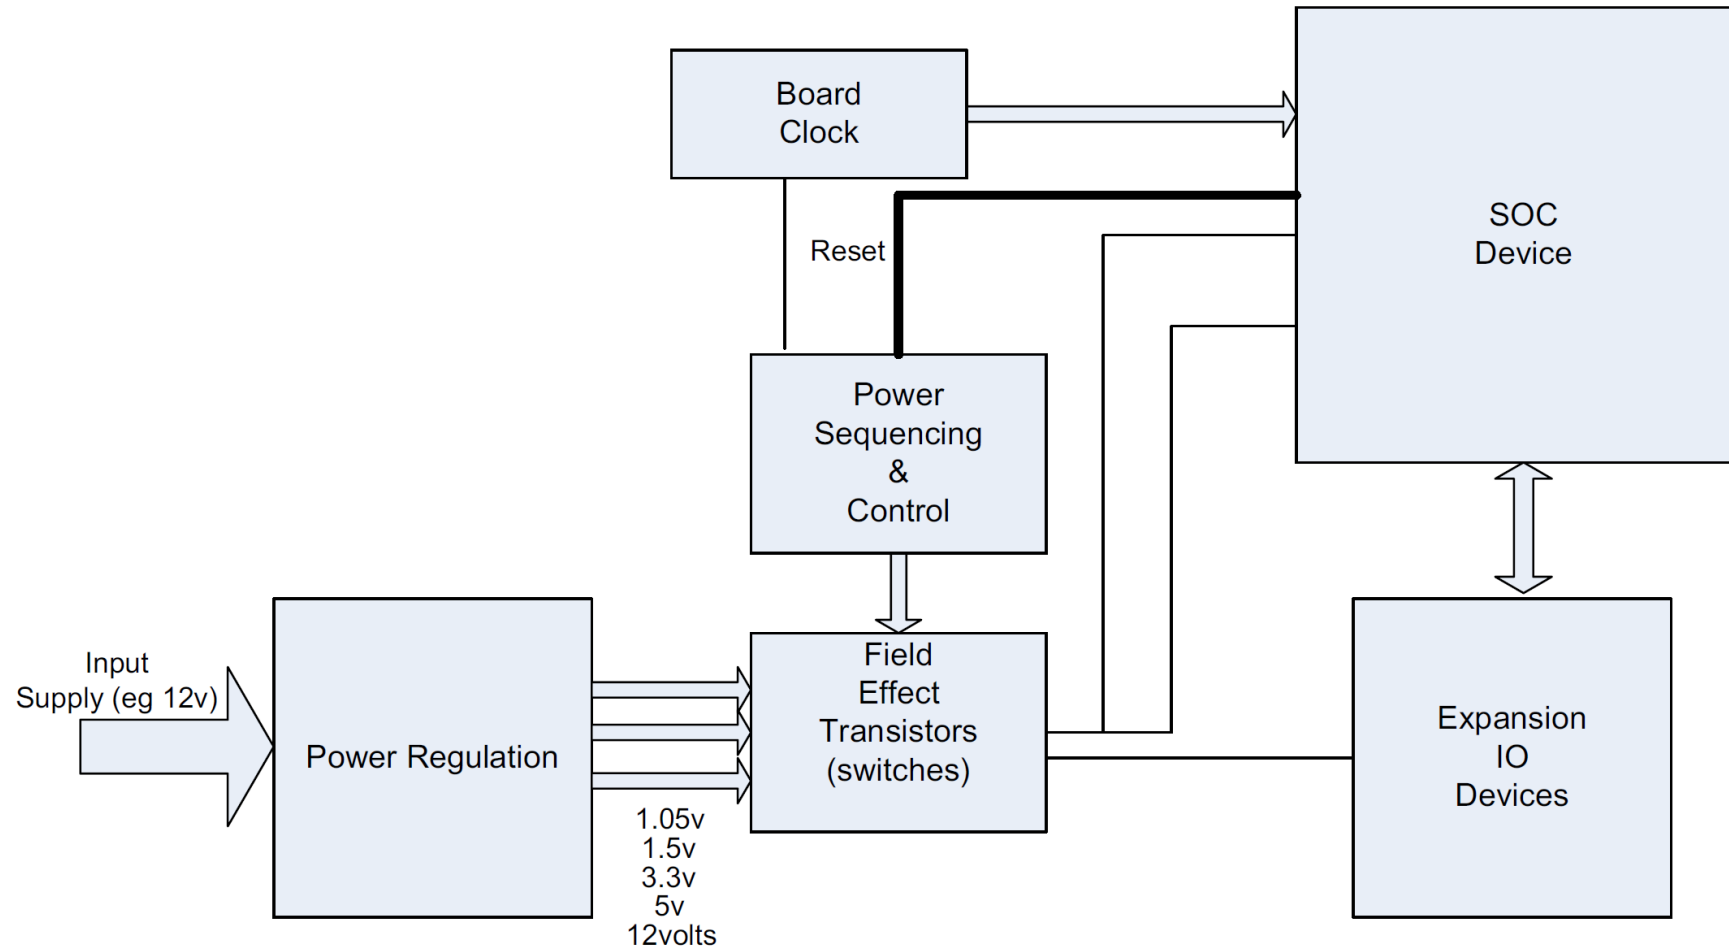 Board
Clock
SOC
Device
Reset
Power
Sequencing
&
Control
Input
Supply (eg 12v)
Power Regulation
Field
Effect
Transistors
(switches)
Expansion
IO
Devices
1.05v
1.5v
3.3v
5v
12volts